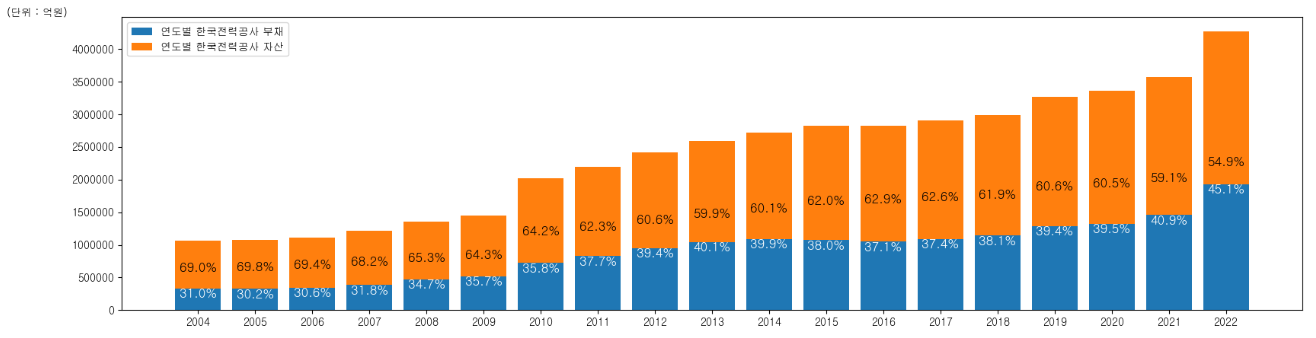 (단위 : 억원)
연도별 한국전력공사 부채
연도별 한국전력공사 자산
4000000
3500000
3000000
2500000
2000000
1500000
1000000
500000
0
69.0% 69.8% 69.4% 68.2% 65.3% 64.3% 64.2% 62.3% 60.6% 59.9% 60.1% 62.0% 62.9% 62.6% 61.9% 60.6% 60.5% 59.1% 54.9%
31.0% 30.2% 30.6% 31.8% 34.7% 35.7% 35.8% 37.7% 39.4% 40.1% 39.9% 38.0% 37.1% 37.4% 38.1% 39.4% 39.5% 40.9% 45.1%
2004 2005 2006 2007 2008 2009 2010 2011 2012 2013 2014 2015 2016 2017 2018 2019 2020 2021 2022